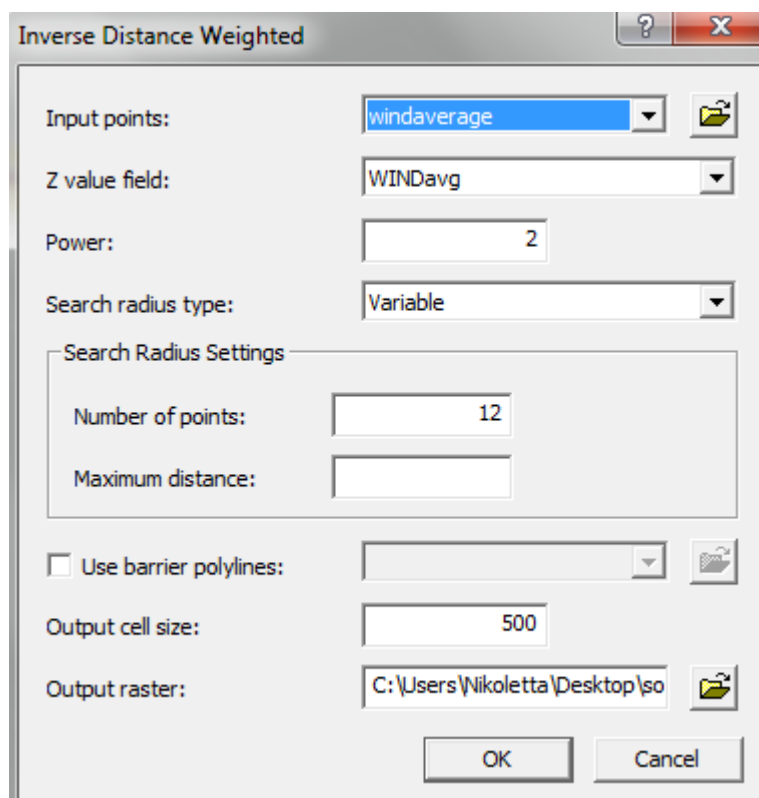 Inverse Distance Weighted
Input points: windaverage
Z value field: WINDavg
Power: 2
Search radius type: Variable
Search Radius Settings
Number of points: 12
Maximum distance:
Use barrier polylines:
Output cell size: 500
Output raster: C:\Users\Nikoletta\Desktop\so
OK Cancel